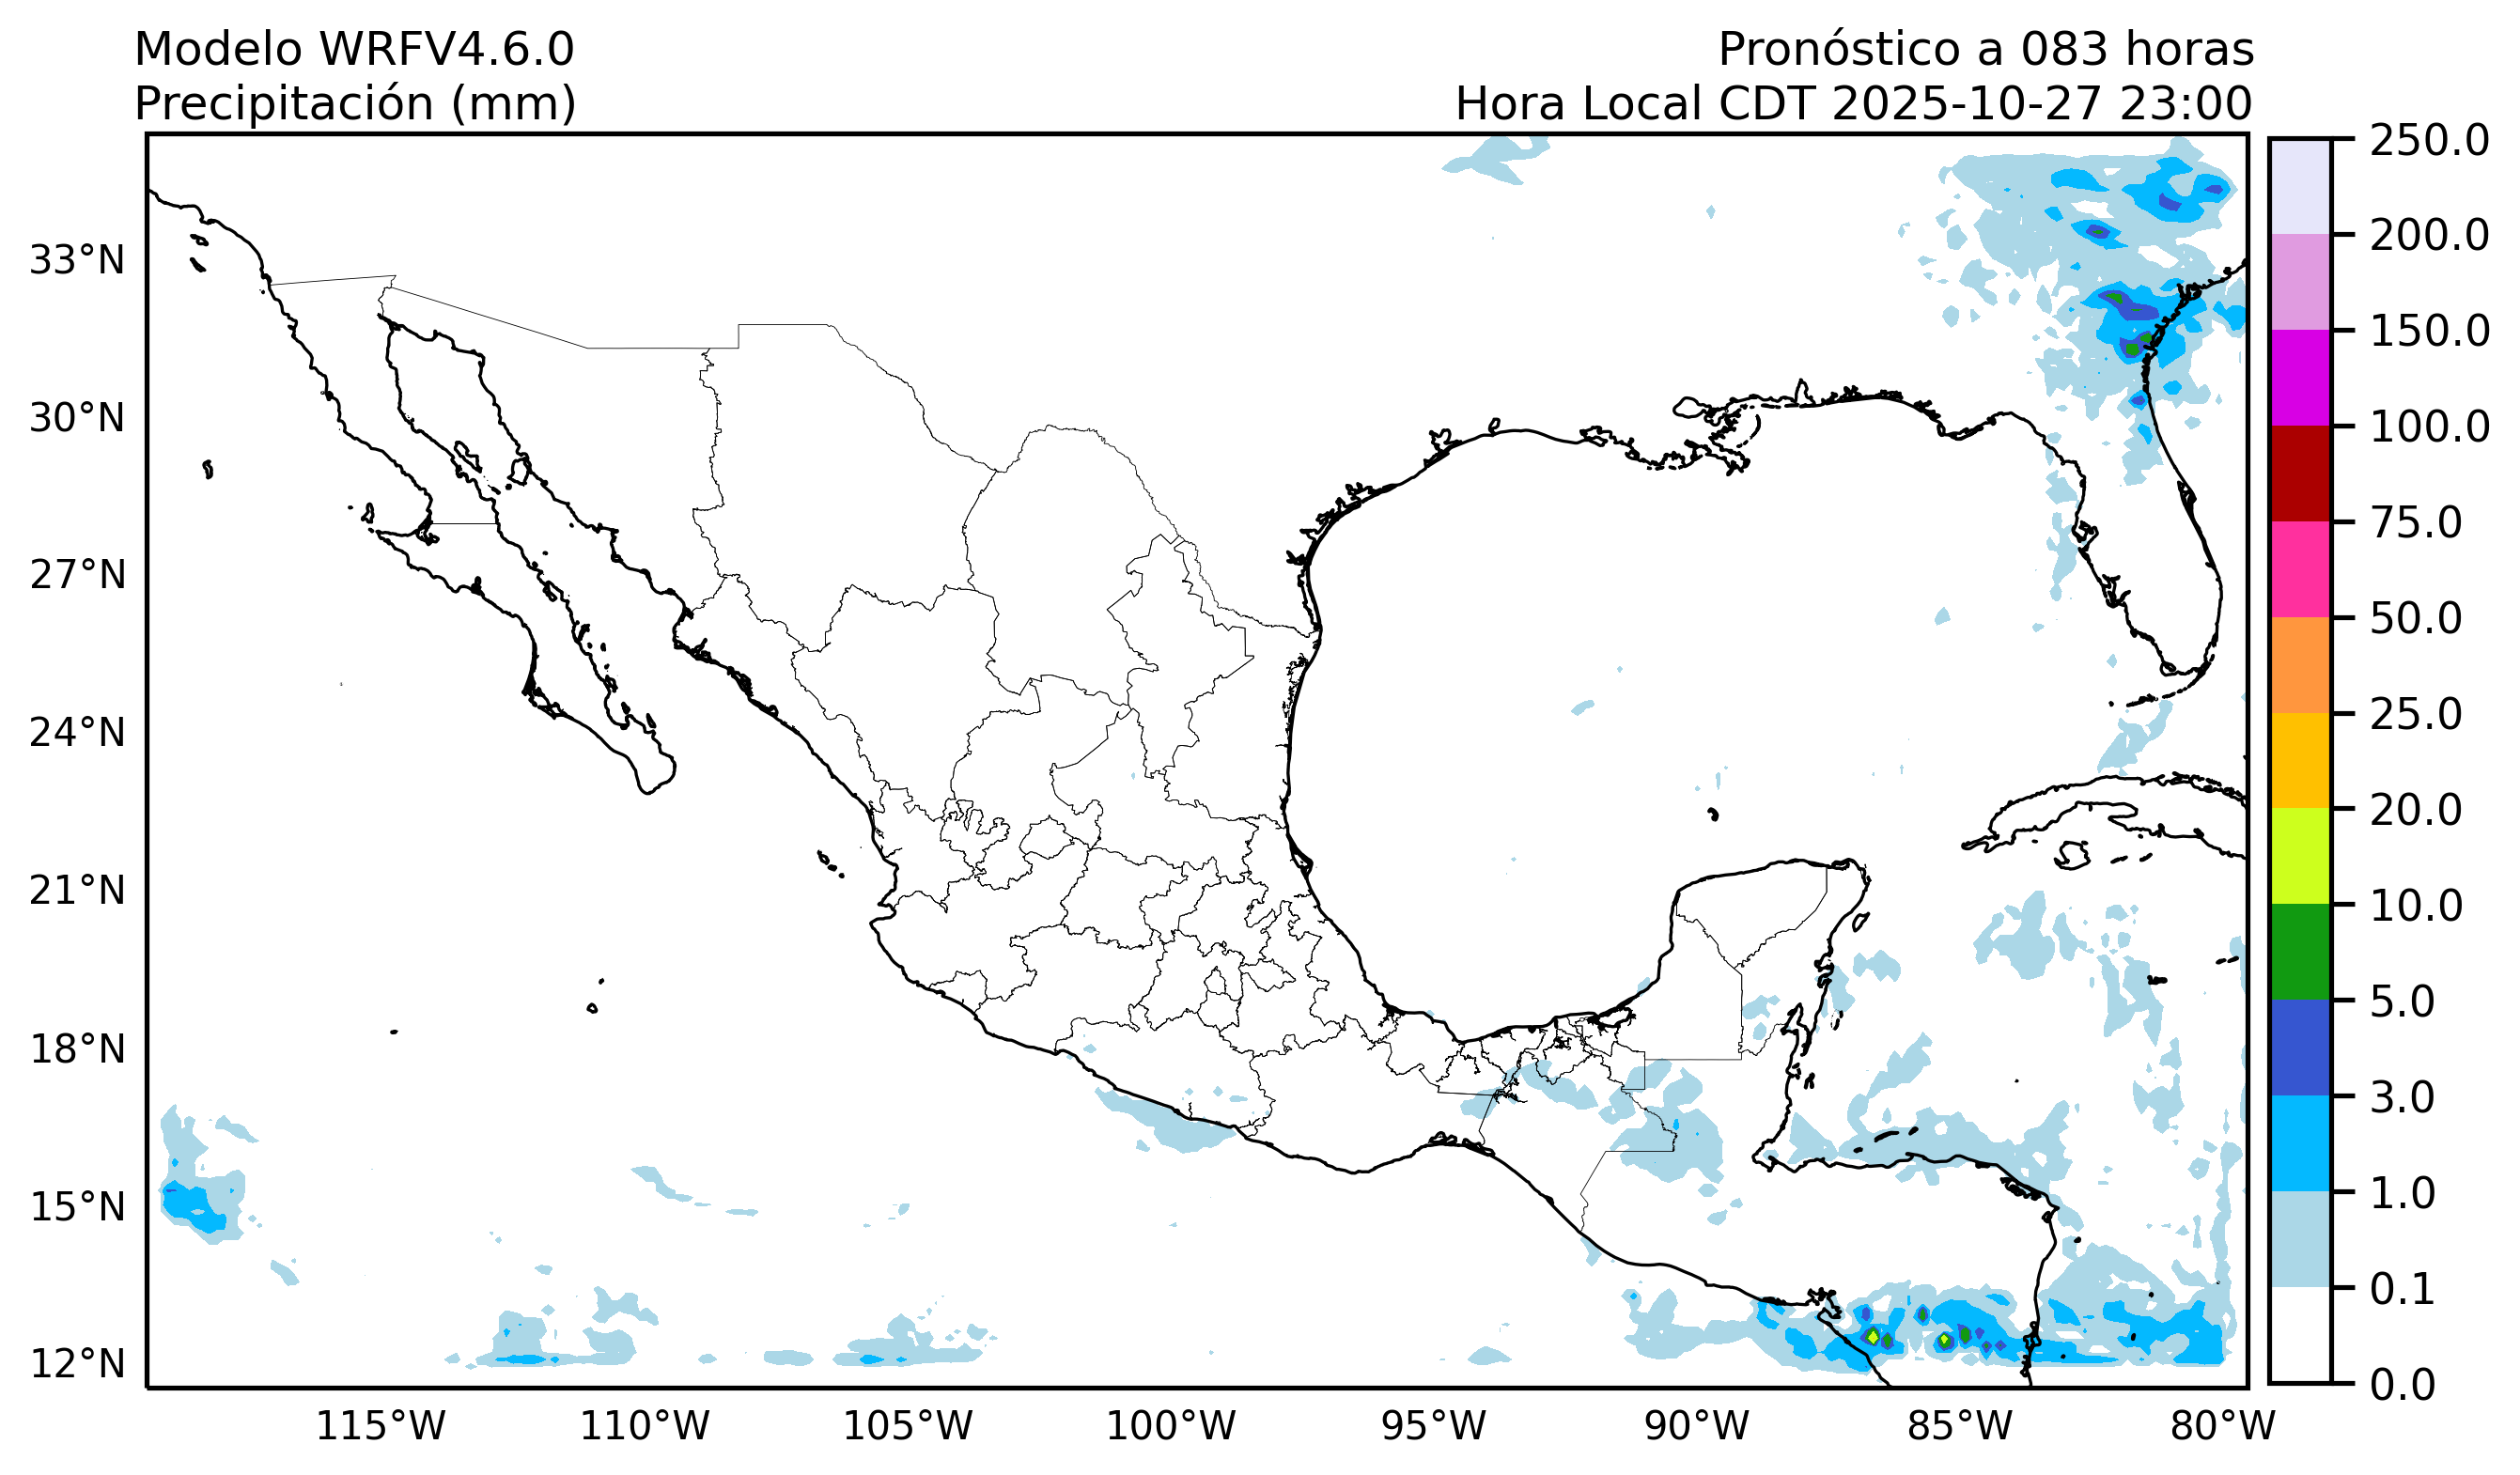 Modelo WRFV4.6.0
Precipitación (mm)
Pronóstico a 083 horas
Hora Local CDT 2025-10-27 23:00
33°N
30°N
27°N
24°N
21°N
18°N
15°N
12°N
115°W
110°W
105°W
100°W
95°W
90°W
85°W
80°W
250.0
200.0
150.0
100.0
75.0
50.0
25.0
20.0
10.0
5.0
3.0
1.0
0.1
0.0